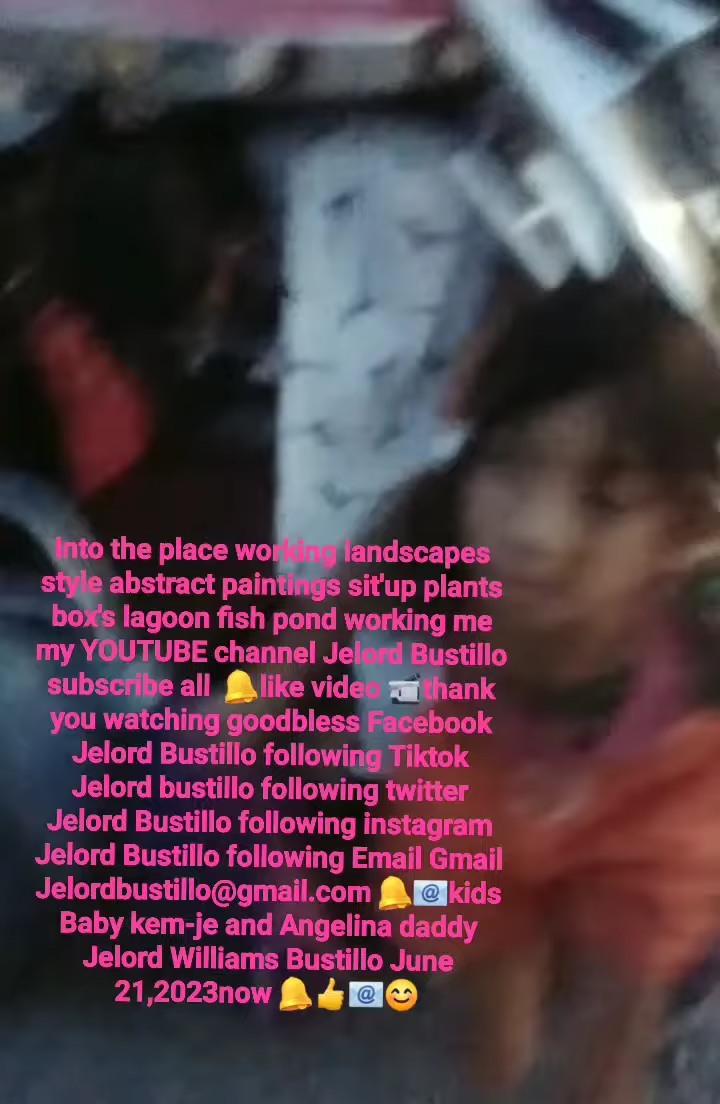 Into the place working landscapes
style abstract paintings sit'up plants
box's lagoon fish pond working me
my YOUTUBE channel Jelord Bustillo
subscribe all 🔔like video 📹thank
you watching goodbless Facebook
Jelord Bustillo following Tiktok
Jelord bustillo following twitter
Jelord Bustillo following instagram
Jelord Bustillo following Email Gmail
Jelordbustillo@gmail.com 🔔📧kids
Baby kem-je and Angelina daddy
Jelord Williams Bustillo June
21,2023now 🔔👍📧😊